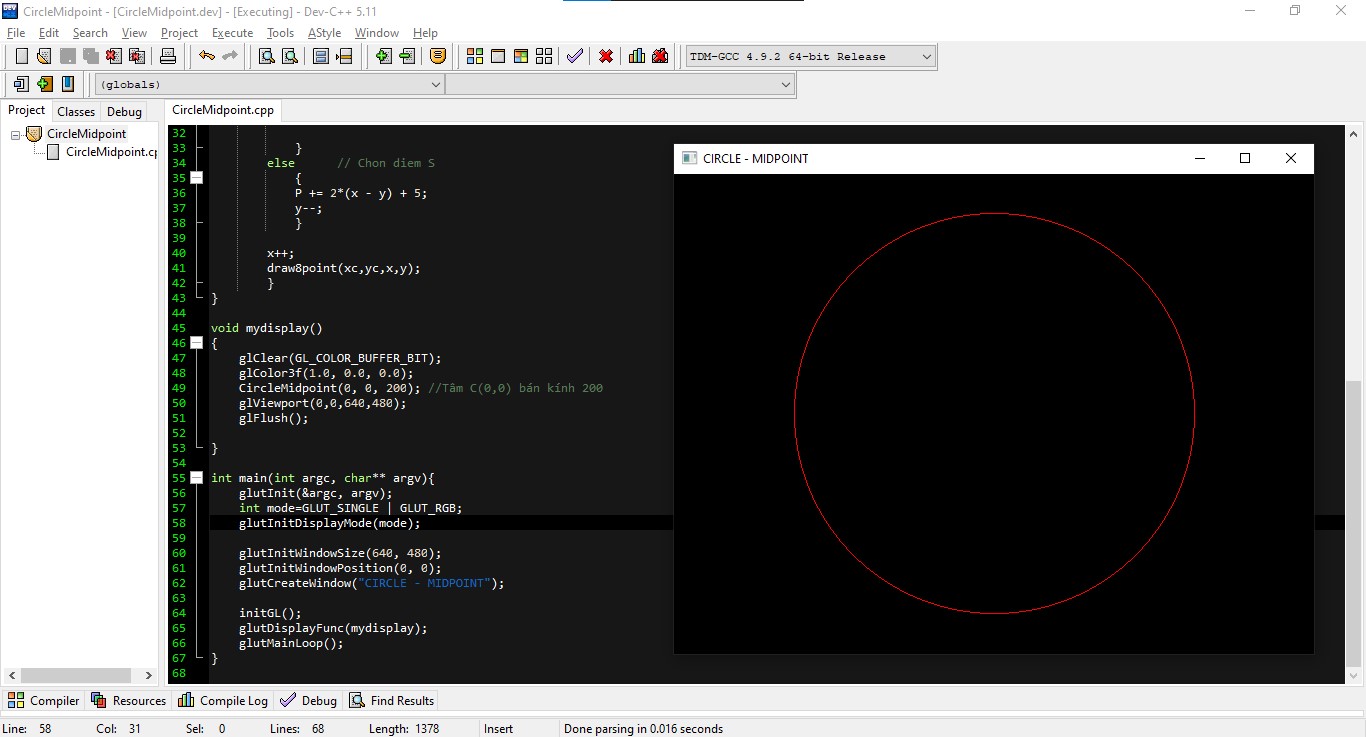 CircleMidpoint - [CircleMidpoint.dev] - [Executing] - Dev-C++ 5.11
File Edit Search View Project Execute Tools AStyle Window Help
TDM-GCC 4.9.2 64-bit Release
(globals)
Project Classes Debug
CircleMidpoint
CircleMidpoint.cp
CircleMidpoint.cpp
32
33 }
34 else // Chon diem S
35 {
36 P += 2*(x - y) + 5;
37 y--;
38 }
39
40 x++;
41 draw8point(xc,yc,x,y);
42 }
43 }
44
45 void mydisplay()
46 {
47 glClear(GL_COLOR_BUFFER_BIT);
48 glColor3f(1.0, 0.0, 0.0);
49 CircleMidpoint(0, 0, 200); //Tâm C(0,0) bán kính 200
50 glViewport(0,0,640,480);
51 glFlush();
52
53 }
54
55 int main(int argc, char** argv){
56 glutInit(&argc, argv);
57 int mode=GLUT_SINGLE | GLUT_RGB;
58 glutInitDisplayMode(mode);
59
60 glutInitWindowSize(640, 480);
61 glutInitWindowPosition(0, 0);
62 glutCreateWindow("CIRCLE - MIDPOINT");
63
64 initGL();
65 glutDisplayFunc(mydisplay);
66 glutMainLoop();
67 }
68
CIRCLE - MIDPOINT
Compiler Resources Compile Log Debug Find Results
Line: 58 Col: 31 Sel: 0 Lines: 68 Length: 1378 Insert Done parsing in 0.016 seconds